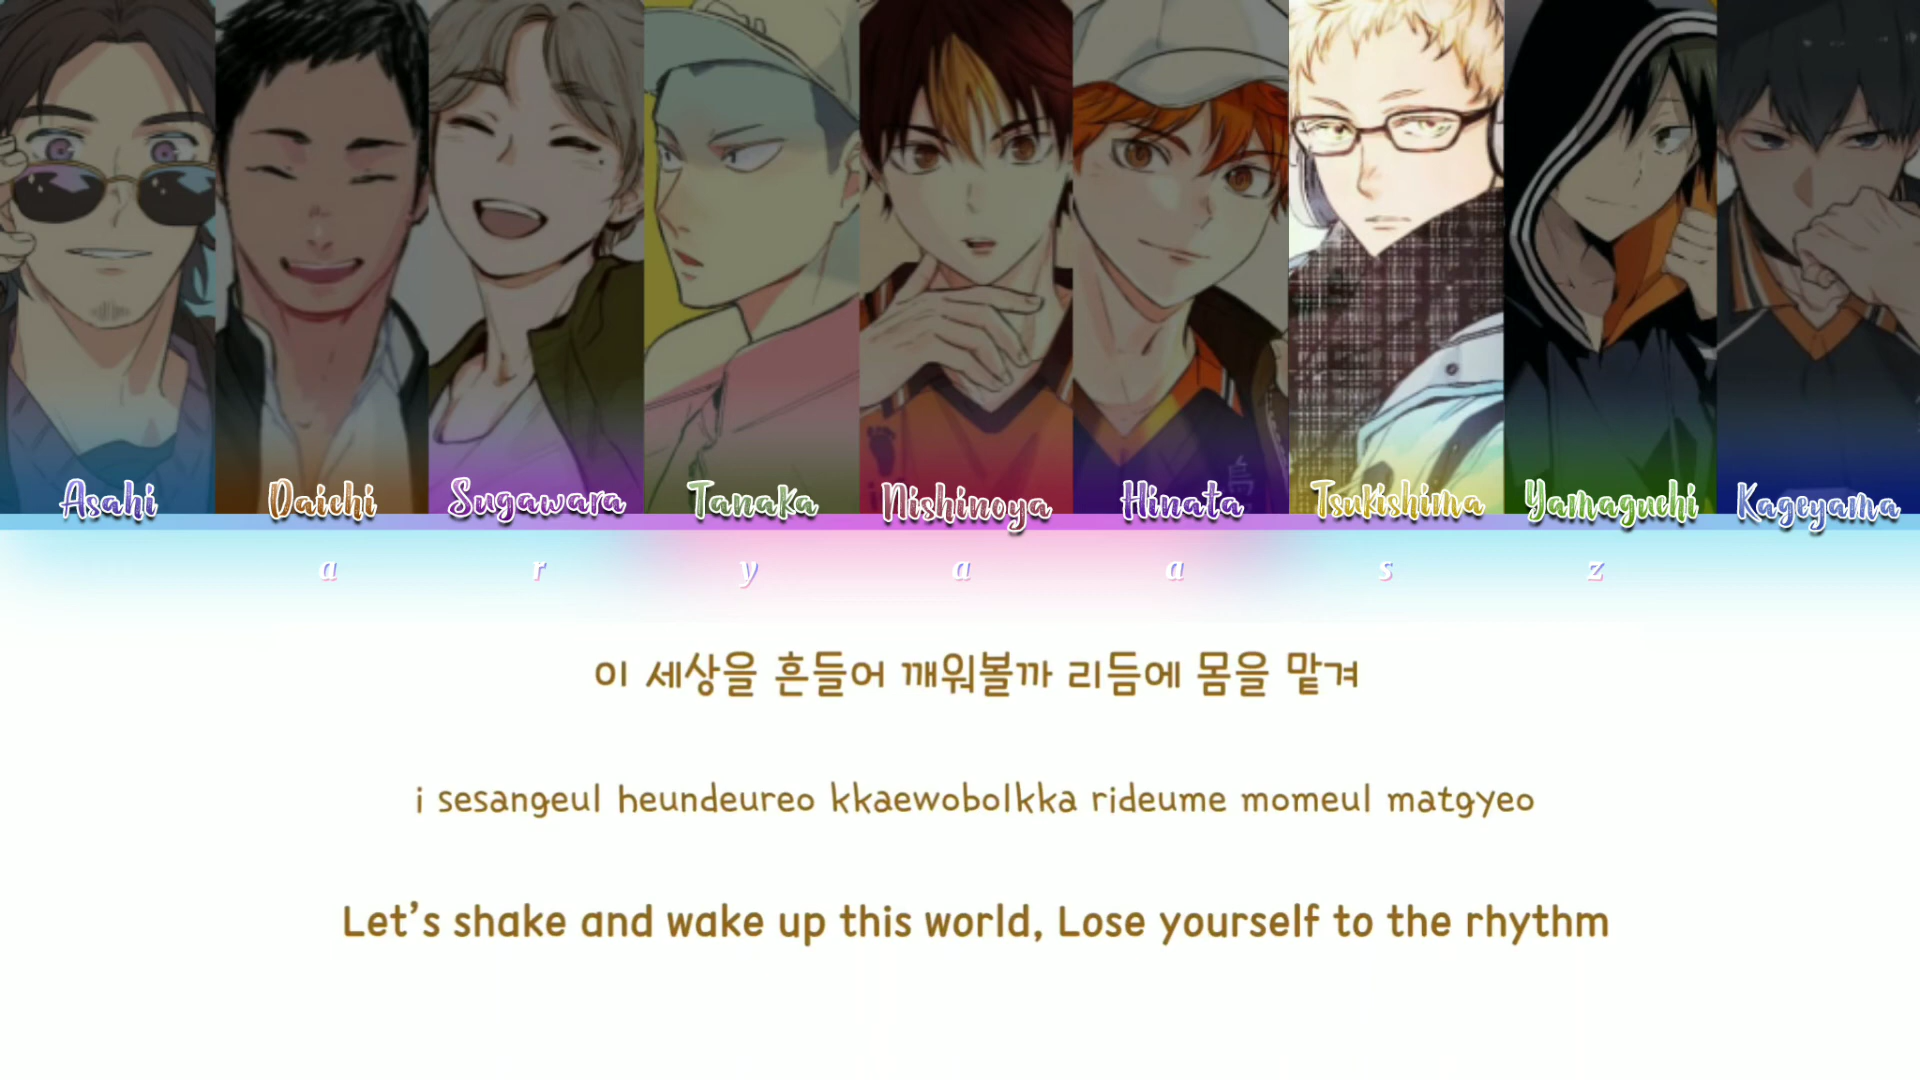 Asahi Daichi Sugawara Tanaka Nishinoya Hinata Tsukishima Yamaguchi Kageyama
a r y a a s z
이 세상을 흔들어 깨워볼까 리듬에 몸을 맡겨
i sesangeul heundeureo kkaewobolkka rideume momeul matgyeo
Let's shake and wake up this world, Lose yourself to the rhythm